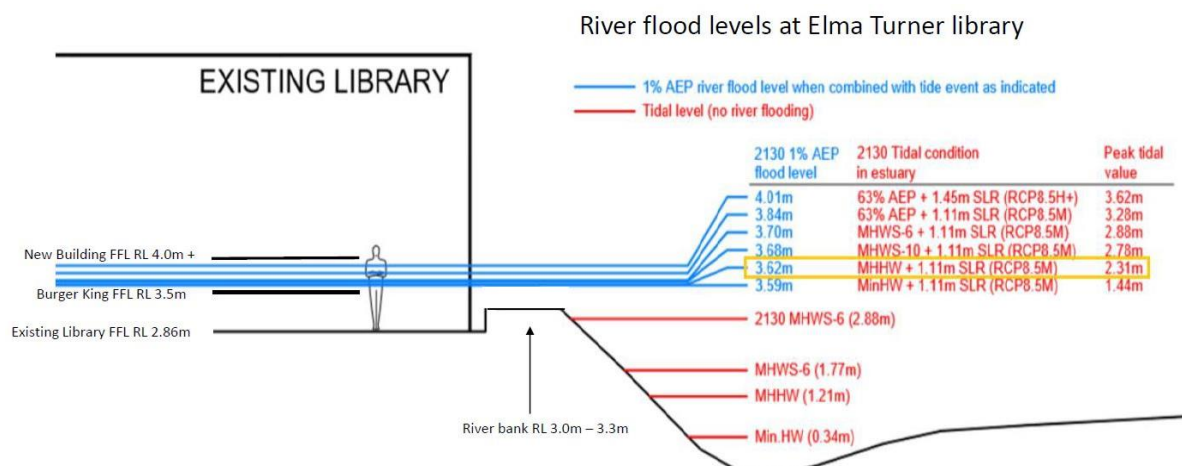 River flood levels at Elma Turner library
EXISTING LIBRARY
1% AEP river flood level when combined with tide event as indicated
Tidal level (no river flooding)
2130 1% AEP flood level
2130 Tidal condition in estuary
Peak tidal value
4.01m 63% AEP + 1.45m SLR (RCP8.5H+) 3.62m
3.84m 63% AEP + 1.11m SLR (RCP8.5M) 3.28m
3.70m MHWS-6 + 1.11m SLR (RCP8.5M) 2.88m
3.68m MHWS-10 + 1.11m SLR (RCP8.5M) 2.78m
3.62m MHHW + 1.11m SLR (RCP8.5M) 2.31m
3.59m MinHW + 1.11m SLR (RCP8.5M) 1.44m
New Building FFL RL 4.0m +
Burger King FFL RL 3.5m
Existing Library FFL RL 2.86m
2130 MHWS-6 (2.88m)
MHWS-6 (1.77m)
MHHW (1.21m)
Min.HW (0.34m)
River bank RL 3.0m – 3.3m